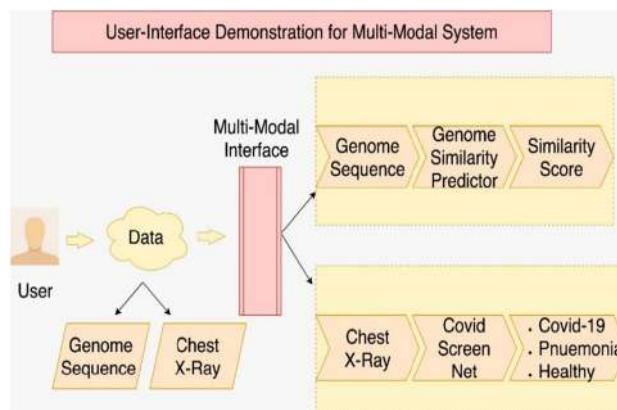 User-Interface Demonstration for Multi-Modal System
Multi-Modal
Interface
Genome
Sequence
Genome
Similarity
Predictor
Similarity
Score
Data
User
Genome
Sequence
Chest
X-Ray
Chest
X-Ray
Covid
Screen
Net
. Covid-19
. Pnuemonia
. Healthy